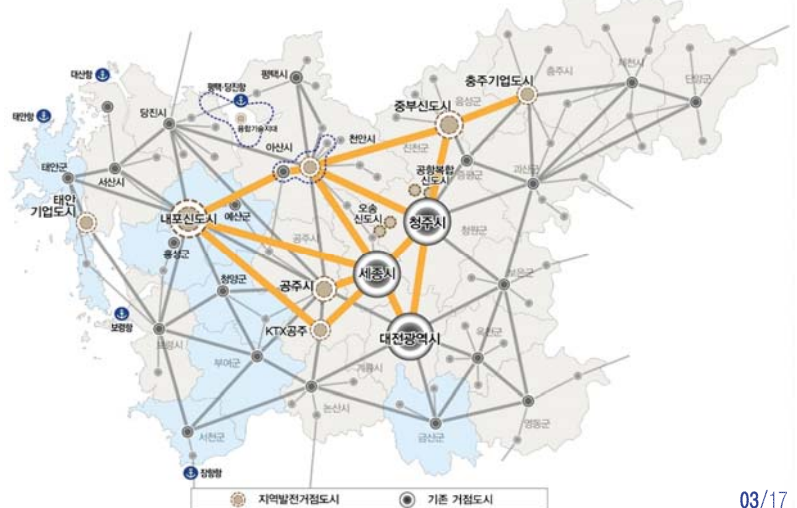 대산항
평택·당진항
평택시
충주기업도시
충주시
제천시
단양군
태안항
당진시
융합기술지대
중부신도시
음성군
아산시
천안시
진천군
증평군
괴산군
공항복합
신도시
태안군
서산시
태안
기업도시
내포신도시
예산군
오송
신도시
청주시
청원군
홍성군
공주시
세종시
청양군
공주시
보은군
보령항
보령시
KTX공주
대전광역시
옥천군
부여군
계룡시
논산시
서천군
금산군
영동군
장항항
지역발전거점도시
기존 거점도시
03/17